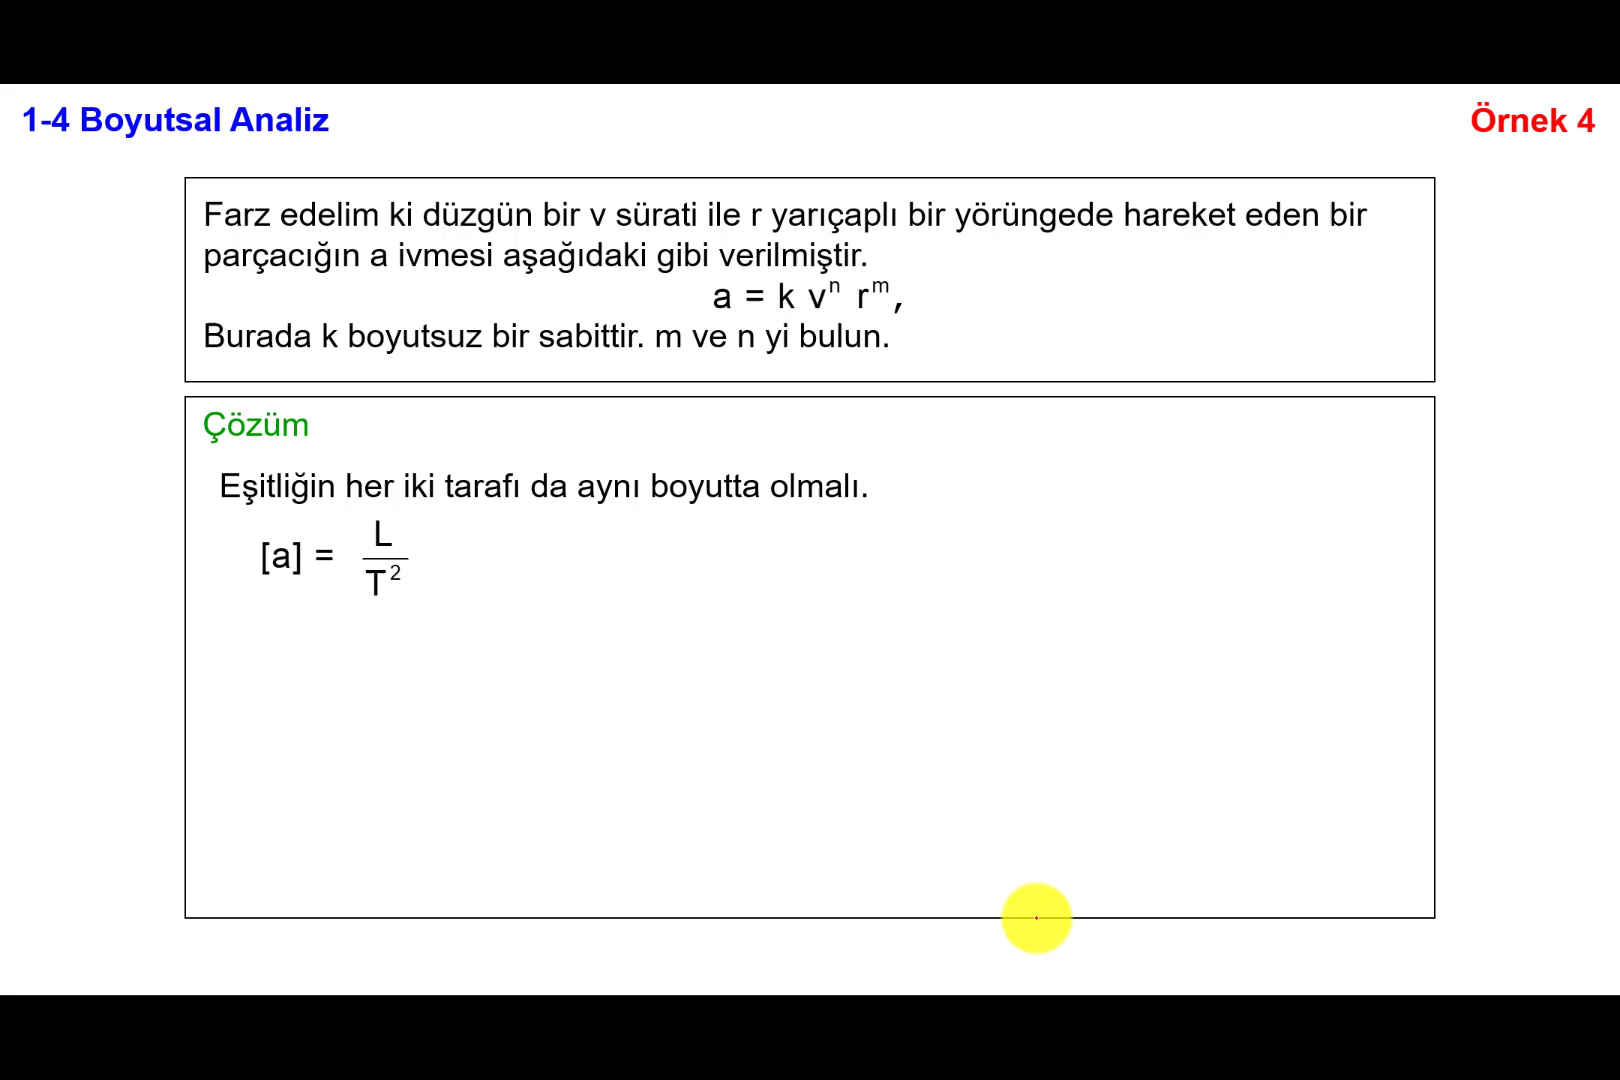 1-4 Boyutsal Analiz
Örnek 4
Farz edelim ki düzgün bir v sürati ile r yarıçaplı bir yörüngede hareket eden bir
parçacığın a ivmesi aşağıdaki gibi verilmiştir.
a = k vⁿ rᵐ,
Burada k boyutsuz bir sabittir. m ve n yi bulun.
Çözüm
Eşitliğin her iki tarafı da aynı boyutta olmalı.
[a] = L/T²